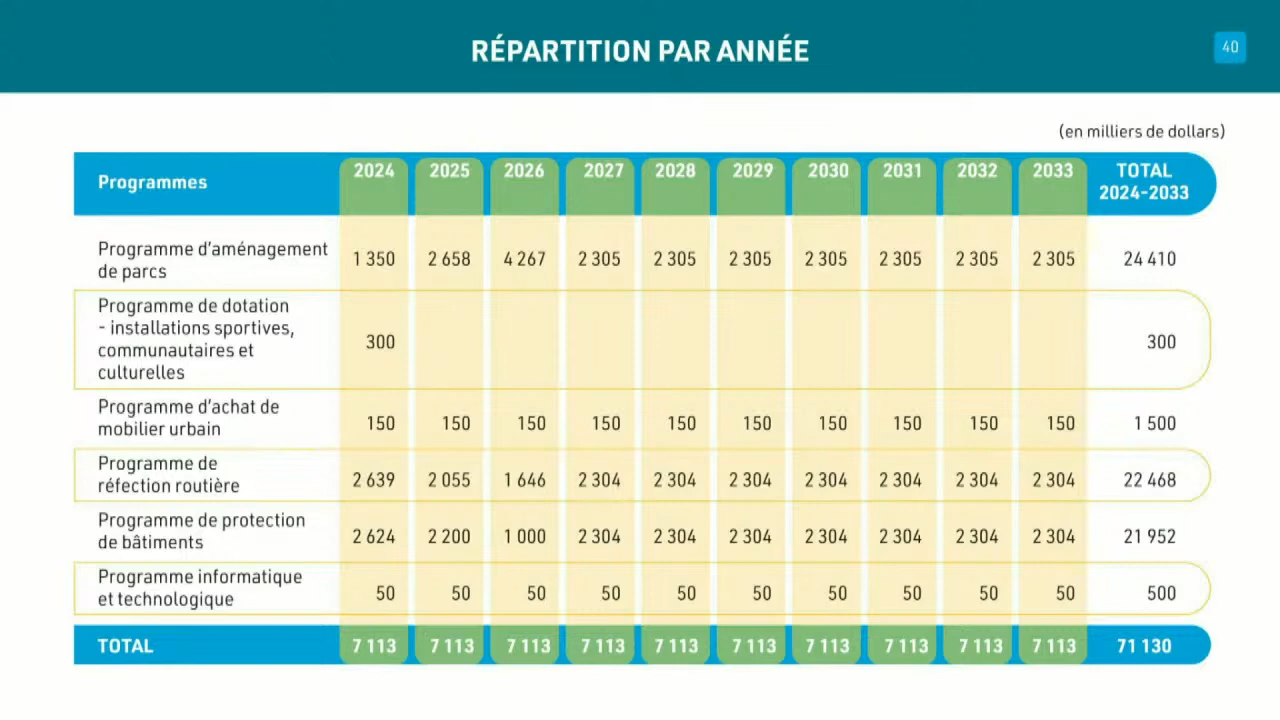 RÉPARTITION PAR ANNÉE
40
(en milliers de dollars)
Programmes 2024 2025 2026 2027 2028 2029 2030 2031 2032 2033 TOTAL
2024-2033
Programme d'aménagement
de parcs 1 350 2 658 4 267 2 305 2 305 2 305 2 305 2 305 2 305 2 305 24 410
Programme de dotation
- installations sportives,
communautaires et
culturelles 300 300
Programme d'achat de
mobilier urbain 150 150 150 150 150 150 150 150 150 150 1 500
Programme de
réfection routière 2 639 2 055 1 646 2 304 2 304 2 304 2 304 2 304 2 304 2 304 22 468
Programme de protection
de bâtiments 2 624 2 200 1 000 2 304 2 304 2 304 2 304 2 304 2 304 2 304 21 952
Programme informatique
et technologique 50 50 50 50 50 50 50 50 50 50 500
TOTAL 7 113 7 113 7 113 7 113 7 113 7 113 7 113 7 113 7 113 7 113 71 130